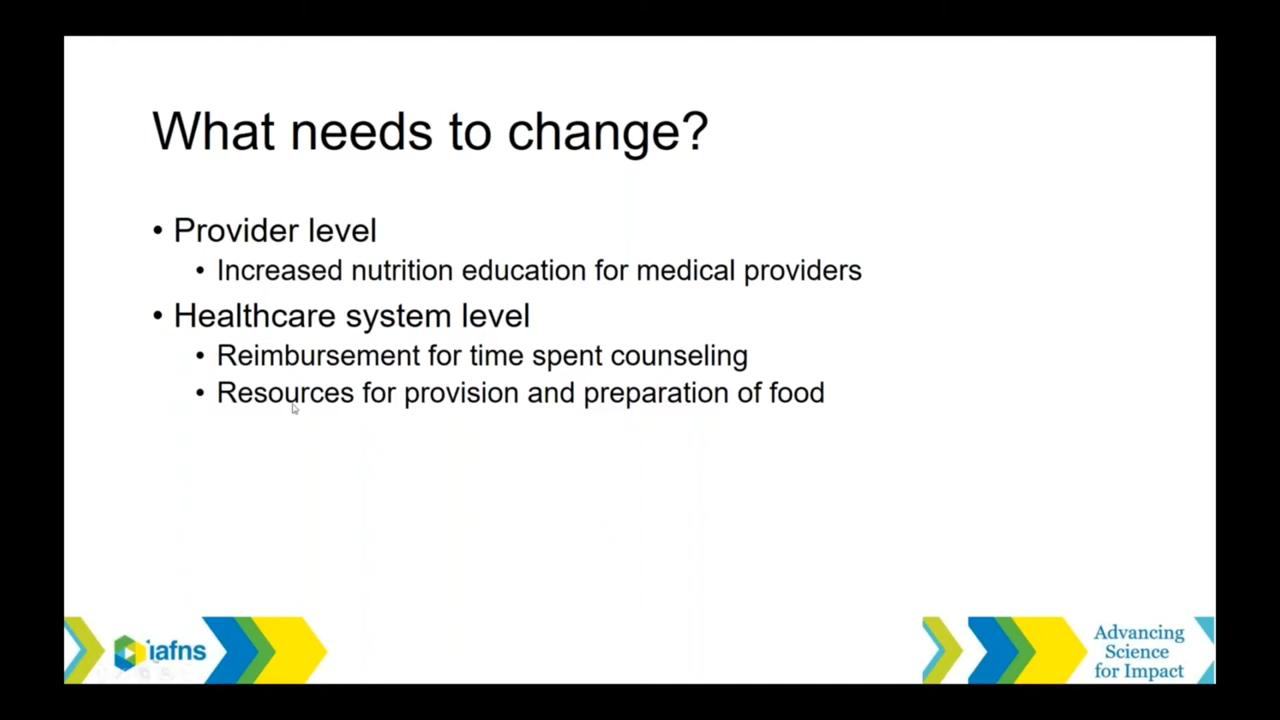 What needs to change?
• Provider level
• Increased nutrition education for medical providers
• Healthcare system level
• Reimbursement for time spent counseling
• Resources for provision and preparation of food
iafns
Advancing
Science
for Impact